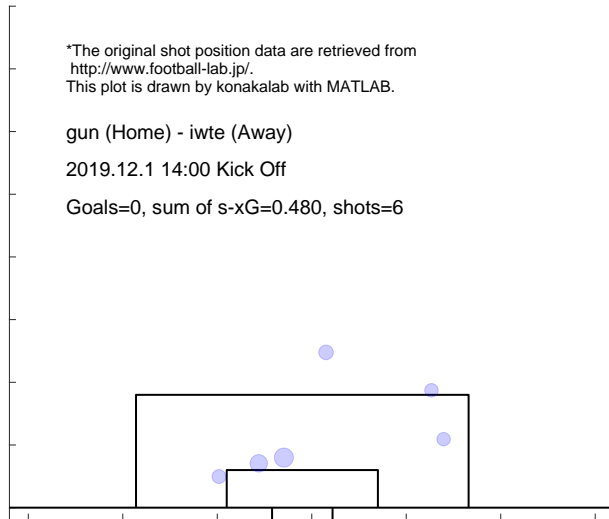 *The original shot position data are retrieved from
http://www.football-lab.jp/.
This plot is drawn by konakalab with MATLAB.
gun (Home) - iwte (Away)
2019.12.1 14:00 Kick Off
Goals=0, sum of s-xG=0.480, shots=6